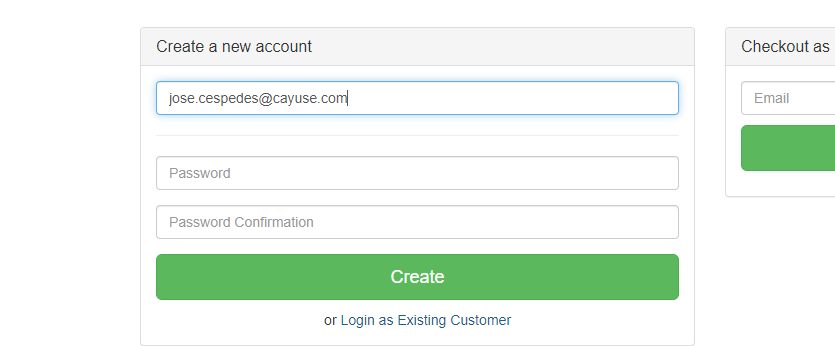 Create a new account
jose.cespedes@cayuse.com
Password
Password Confirmation
Create
or Login as Existing Customer
Checkout as
Email